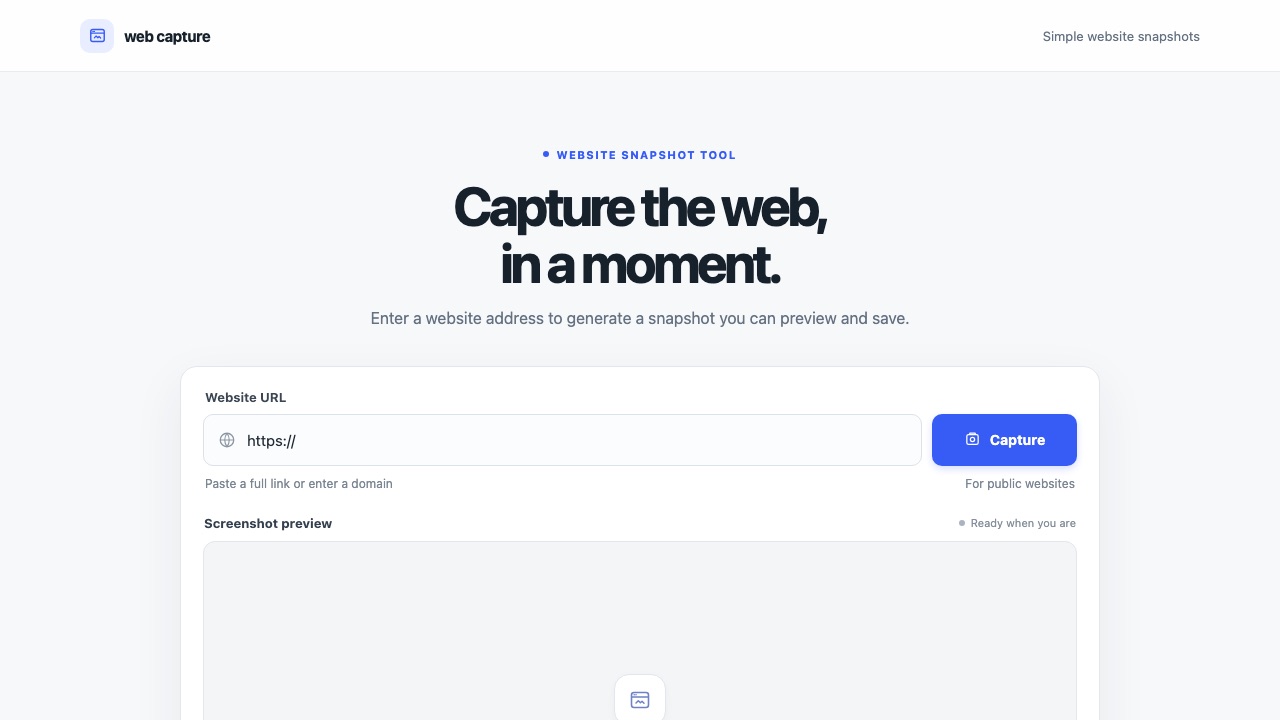 web capture
Simple website snapshots
WEBSITE SNAPSHOT TOOL
Capture the web,
in a moment.
Enter a website address to generate a snapshot you can preview and save.
Website URL
https://
Capture
Paste a full link or enter a domain
For public websites
Screenshot preview
Ready when you are